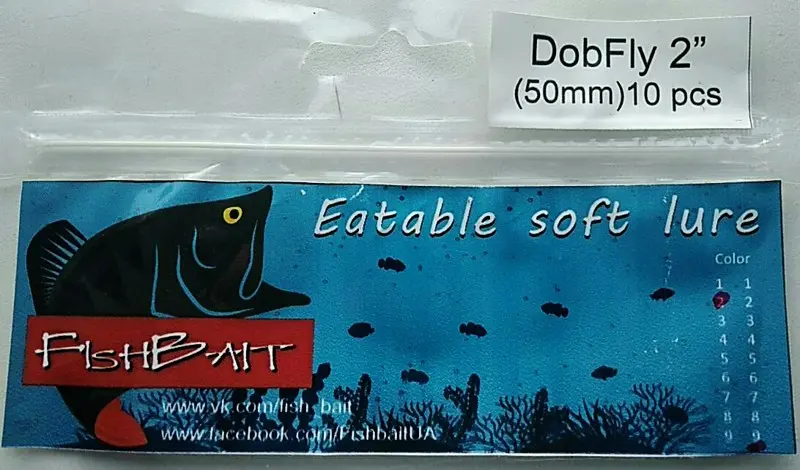 DobFly 2”
(50mm)10 pcs
Eatable soft lure
Color
1 1
2 2
3 3
4 4
5 5
6 6
7 7
8 8
9 9
FISHBAIT
www.vk.com/fish_bait
www.facebook.com/FishbaitUA